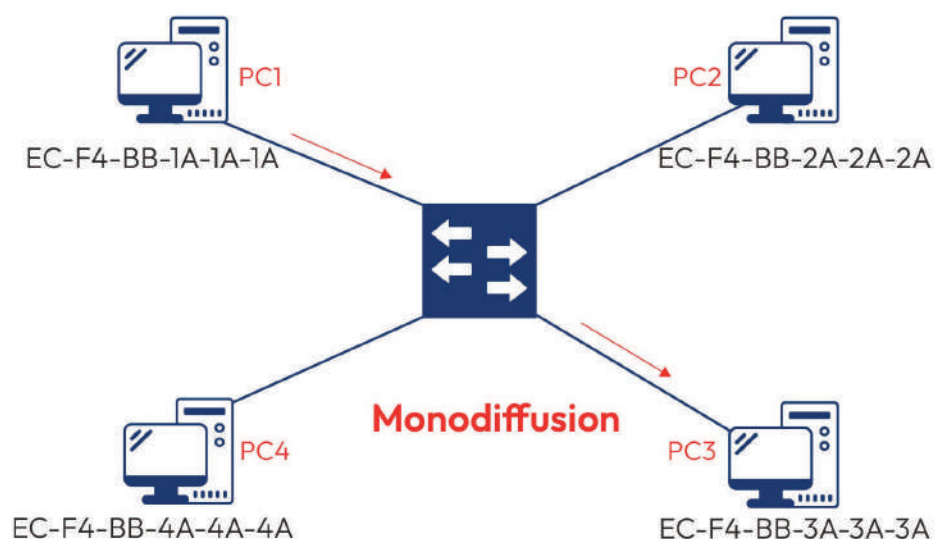 PC1
PC2
EC-F4-BB-1A-1A-1A
EC-F4-BB-2A-2A-2A
Monodiffusion
PC4
PC3
EC-F4-BB-4A-4A-4A
EC-F4-BB-3A-3A-3A